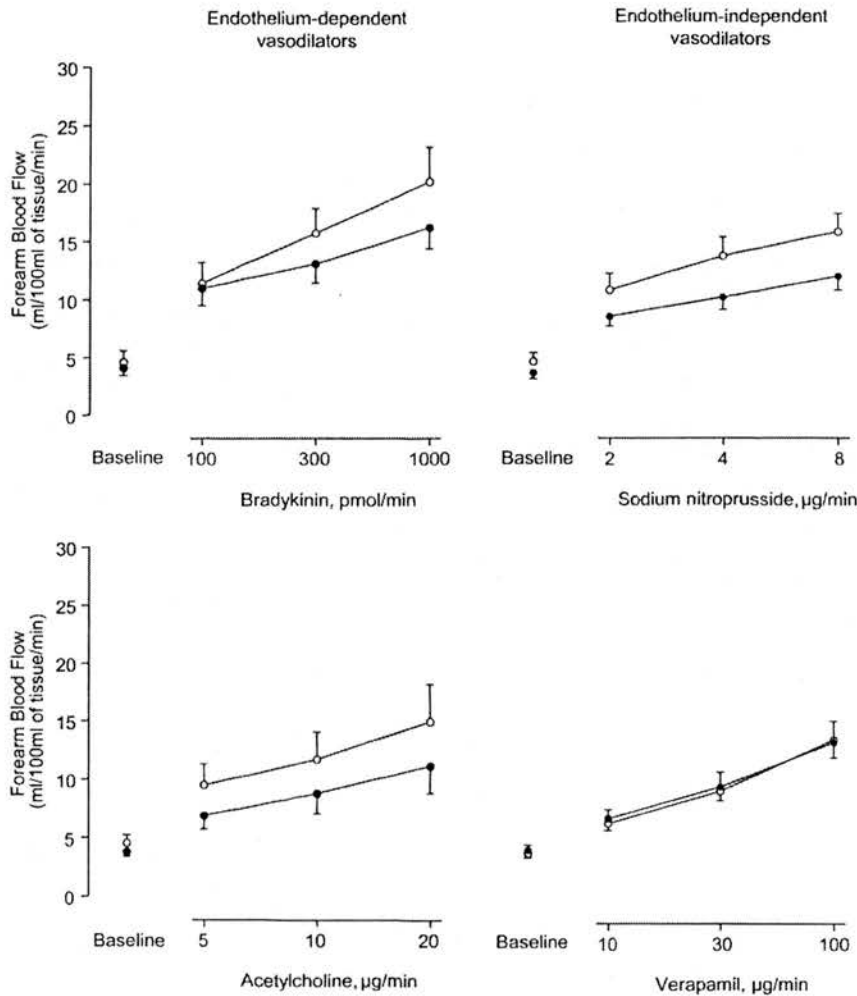 Endothelium-dependent
vasodilators
Endothelium-independent
vasodilators
Forearm Blood Flow
(ml/100ml of tissue/min)
30
25
20
15
10
5
0
Baseline
100
300
1000
Bradykinin, pmol/min
Baseline
2
4
8
Sodium nitroprusside, µg/min
Forearm Blood Flow
(ml/100ml of tissue/min)
30
25
20
15
10
5
0
Baseline
5
10
20
Acetylcholine, µg/min
Baseline
10
30
100
Verapamil, µg/min